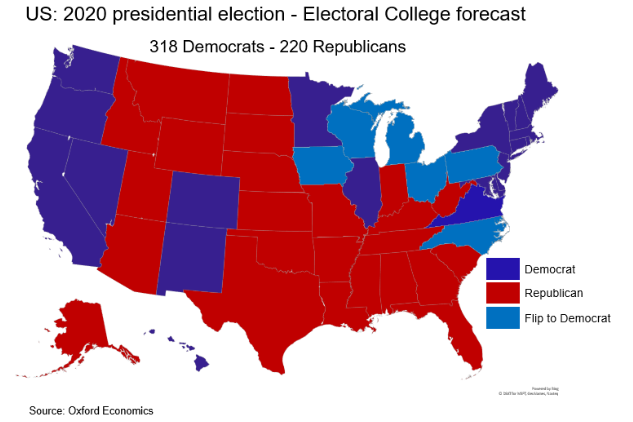 US: 2020 presidential election - Electoral College forecast
318 Democrats - 220 Republicans
Democrat
Republican
Flip to Democrat
Powered by Bing
Source: Oxford Economics